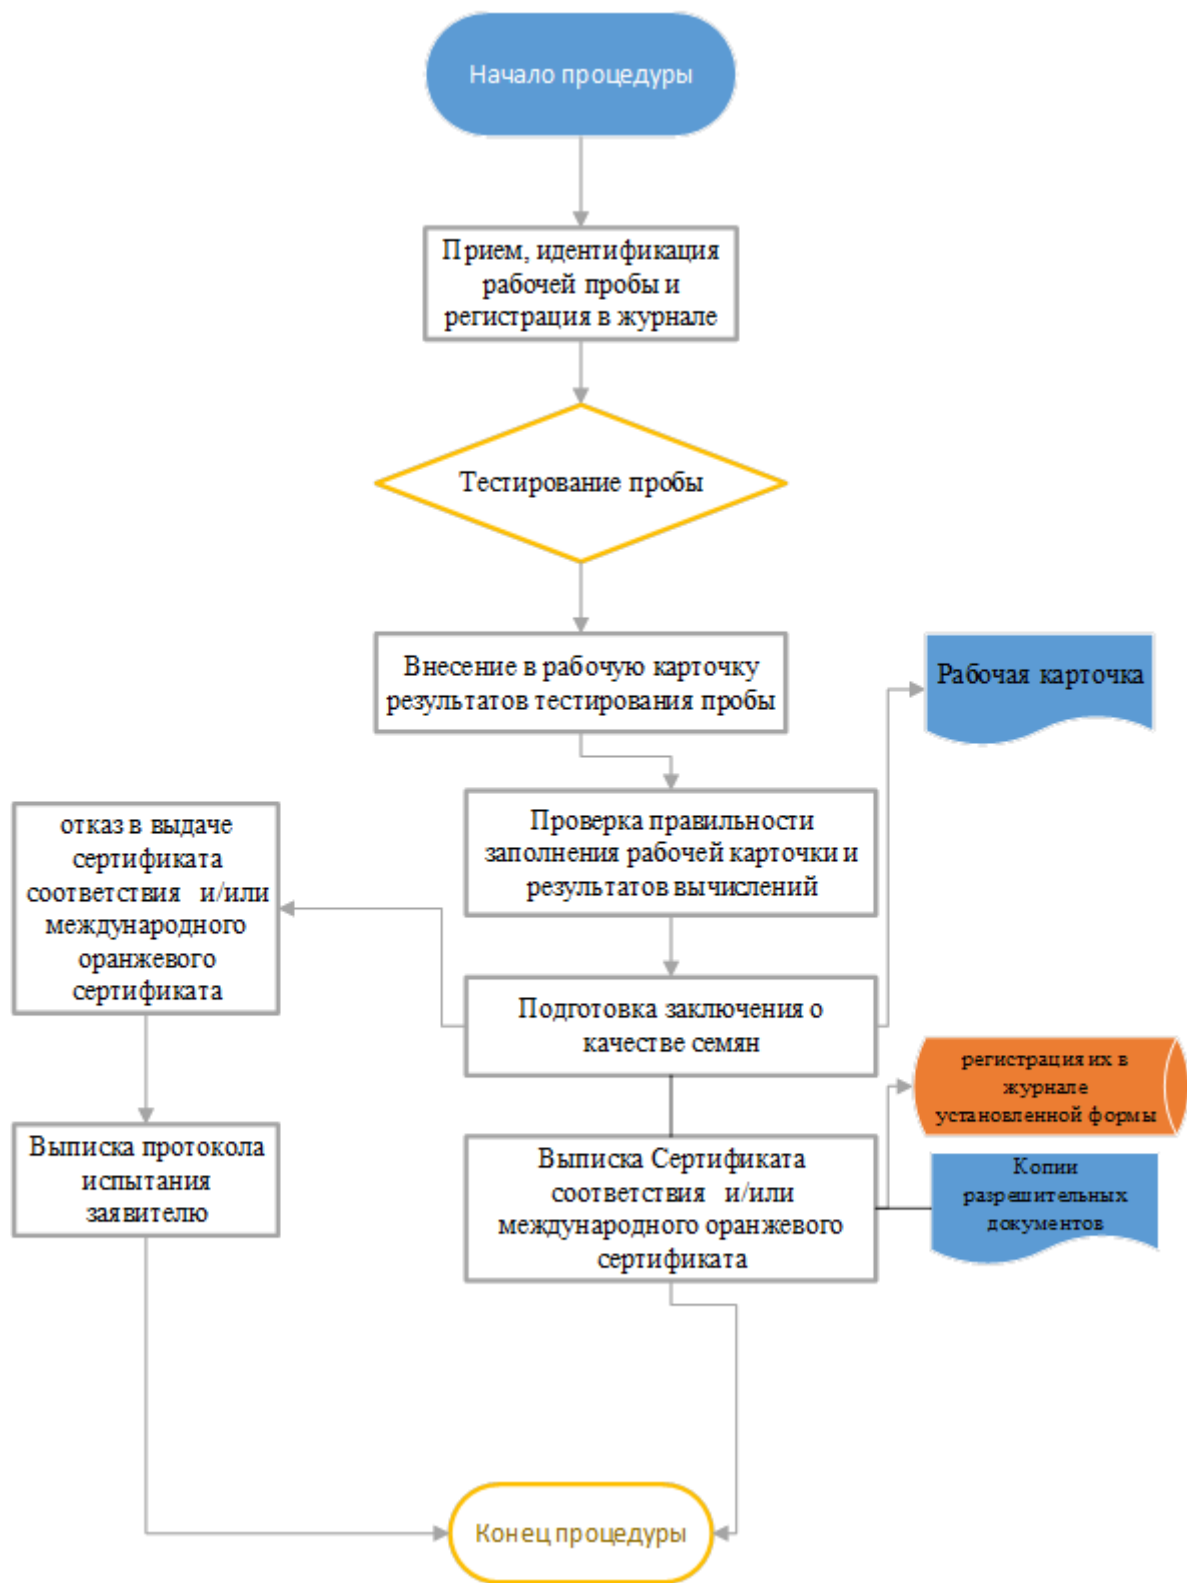 Начало процедуры
Прием, идентификация
рабочей пробы и
регистрация в журнале
Тестирование пробы
Внесение в рабочую карточку
результатов тестирования пробы
Рабочая карточка
Проверка правильности
заполнения рабочей карточки и
результатов вычислений
отказ в выдаче
сертификата
соответствия и/или
международного
оранжевого
сертификата
Подготовка заключения о
качестве семян
регистрация их в
журнале
установленной формы
Выписка протокола
испытания
заявителю
Выписка Сертификата
соответствия и/или
международного оранжевого
сертификата
Копии
разрешительных
документов
Конец процедуры